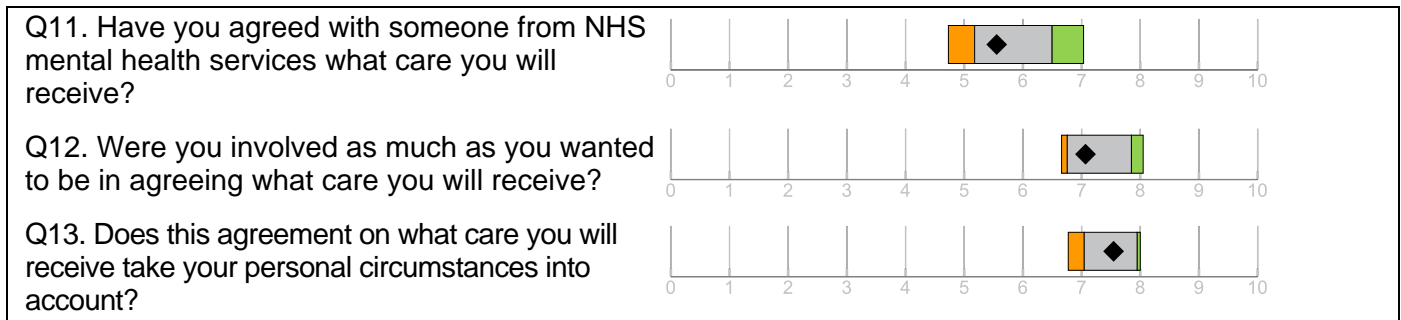 Q11. Have you agreed with someone from NHS
mental health services what care you will
receive?
0 1 2 3 4 5 6 7 8 9 10
Q12. Were you involved as much as you wanted
to be in agreeing what care you will receive?
0 1 2 3 4 5 6 7 8 9 10
Q13. Does this agreement on what care you will
receive take your personal circumstances into
account?
0 1 2 3 4 5 6 7 8 9 10